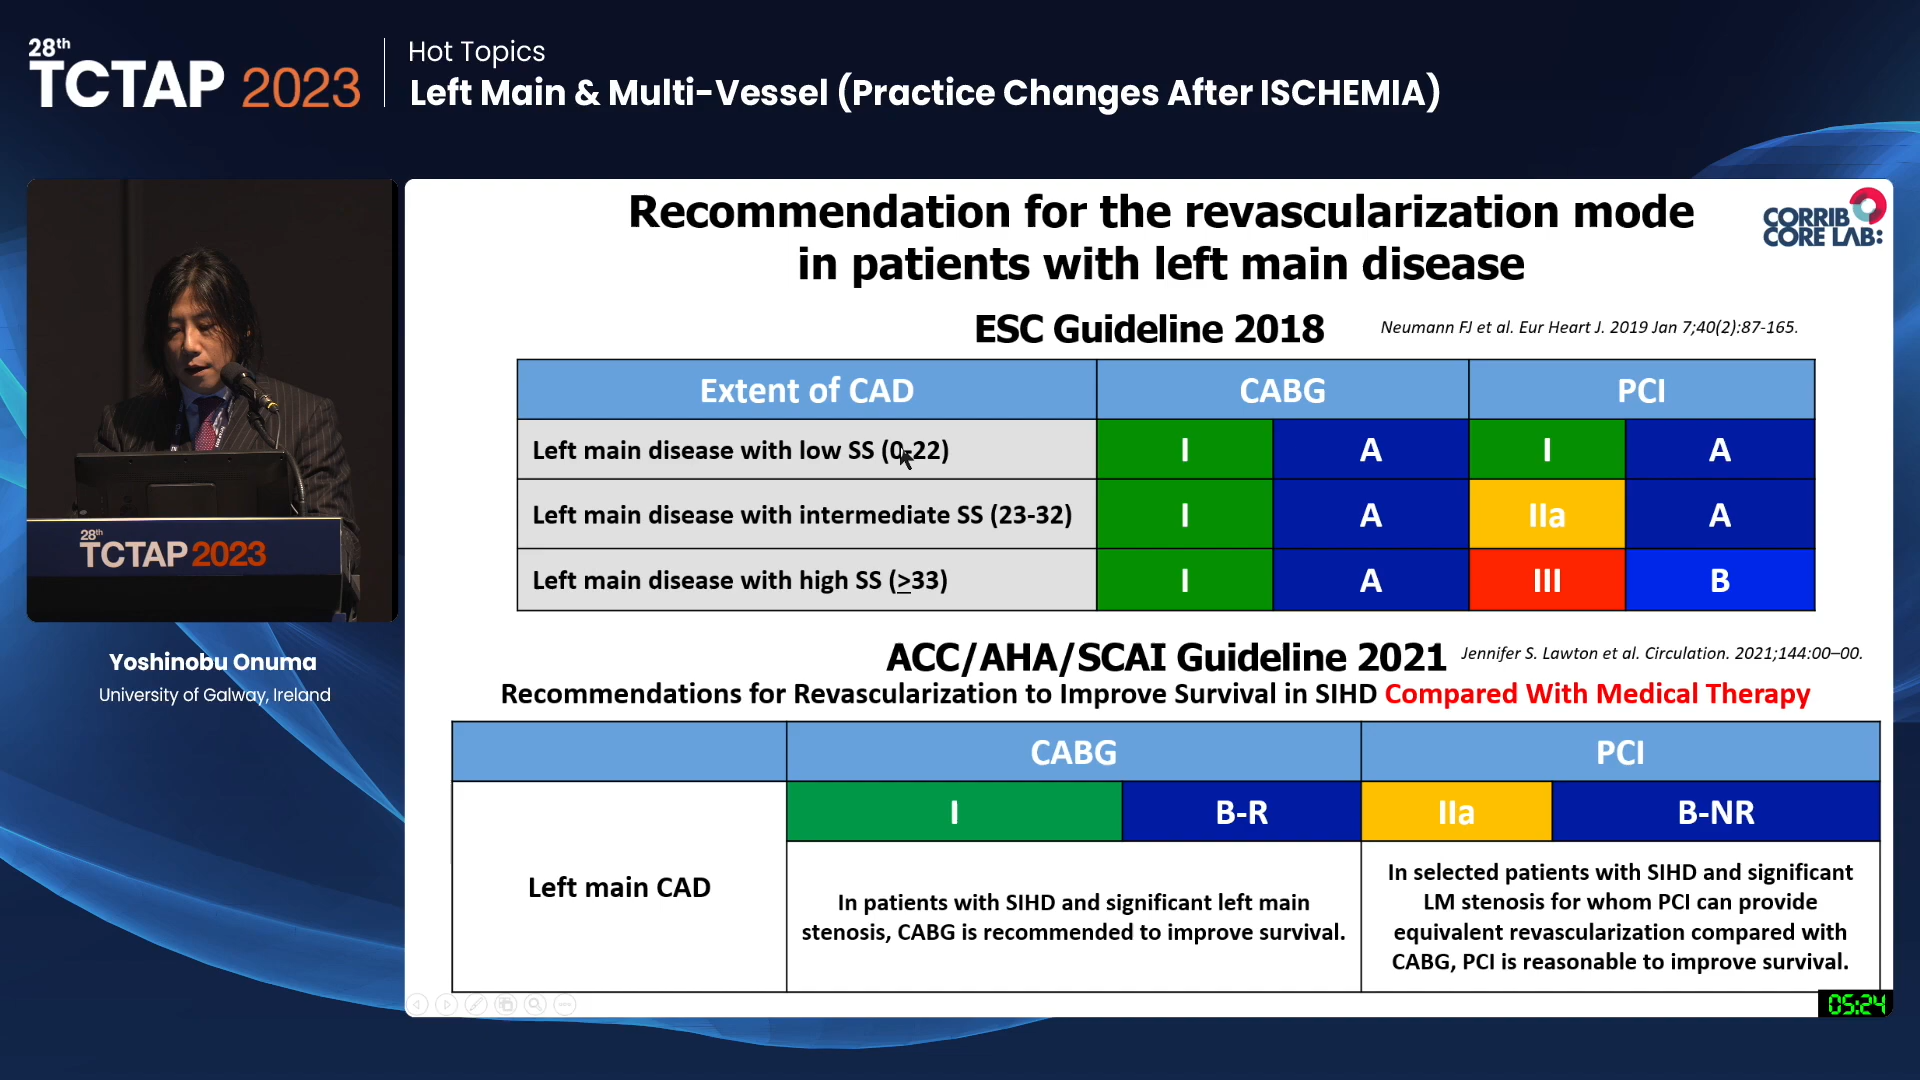 28th
TCTAP 2023
Hot Topics
Left Main & Multi-Vessel (Practice Changes After ISCHEMIA)
28th
TCTAP 2023
Yoshinobu Onuma
University of Galway, Ireland
Recommendation for the revascularization mode
in patients with left main disease
CORRIB
CORE LAB:
ESC Guideline 2018
Neumann FJ et al. Eur Heart J. 2019 Jan 7;40(2):87-165.
Extent of CAD CABG PCI
Left main disease with low SS (0-22) I A I A
Left main disease with intermediate SS (23-32) I A IIa A
Left main disease with high SS (≥33) I A III B
ACC/AHA/SCAI Guideline 2021
Jennifer S. Lawton et al. Circulation. 2021;144:00–00.
Recommendations for Revascularization to Improve Survival in SIHD Compared With Medical Therapy
CABG PCI
I B-R IIa B-NR
Left main CAD
In patients with SIHD and significant left main
stenosis, CABG is recommended to improve survival.
In selected patients with SIHD and significant
LM stenosis for whom PCI can provide
equivalent revascularization compared with
CABG, PCI is reasonable to improve survival.
05:24